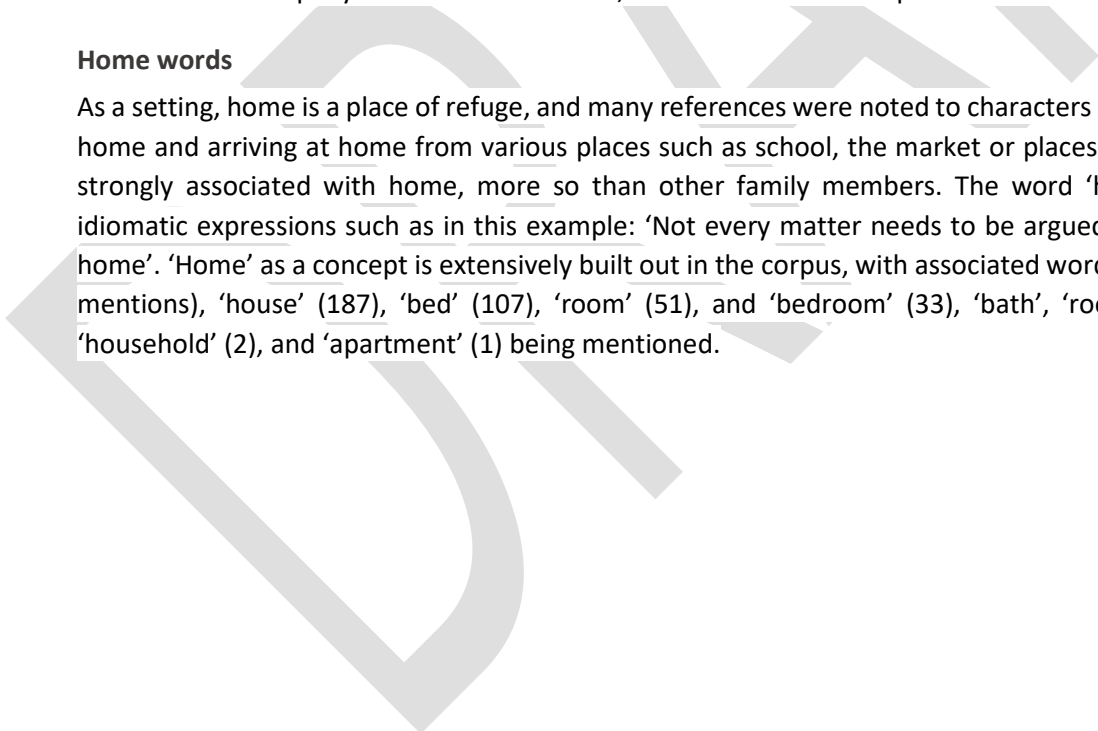 Home words
As a setting, home is a place of refuge, and many references were noted to characters
home and arriving at home from various places such as school, the market or places
strongly associated with home, more so than other family members. The word
idiomatic expressions such as in this example: ‘Not every matter needs to be argued
home’. ‘Home’ as a concept is extensively built out in the corpus, with associated
mentions), ‘house’ (187), ‘bed’ (107), ‘room’ (51), and ‘bedroom’ (33), ‘bath’,
‘household’ (2), and ‘apartment’ (1) being mentioned.